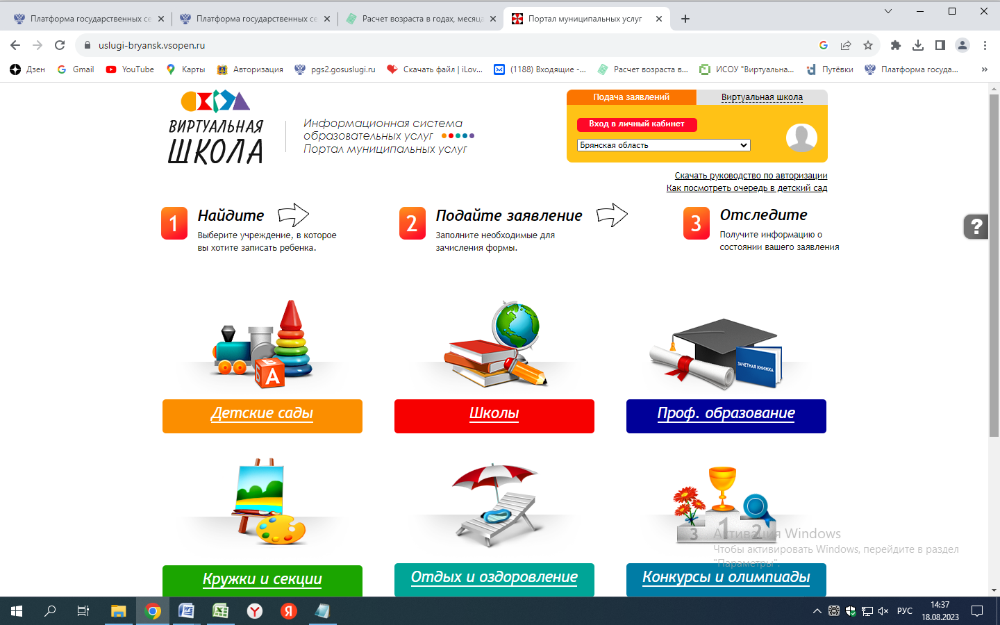 Платформа государственных се
Платформа государственных се
Расчет возраста в годах, месяца
Портал муниципальных услуг
uslugi-bryansk.vsopen.ru
Дзен
Gmail
YouTube
Карты
Авторизация
pgs2.gosuslugi.ru
Скачать файл | iLov...
(1188) Входящие -...
Расчет возраста в...
ИСОУ "Виртуальна...
Путёвки
Платформа госуда...
ВИРТУАЛЬНАЯ
ШКОЛА
Информационная система
образовательных услуг
Портал муниципальных услуг
Подача заявлений
Виртуальная школа
Вход в личный кабинет
Брянская область
Скачать руководство по авторизации
Как посмотреть очередь в детский сад
1
Найдите
Выберите учреждение, в которое
вы хотите записать ребенка.
2
Подайте заявление
Заполните необходимые для
зачисления формы.
3
Отследите
Получите информацию о
состоянии вашего заявления
?
Б
В
А
ЗАЧЕТНАЯ КНИЖКА
Детские сады
Школы
Проф. образование
3
1
2
Активация Windows
Чтобы активировать Windows, перейдите в раздел
"Параметры".
Кружки и секции
Отдых и оздоровление
Конкурсы и олимпиады
РУС
14:37
18.08.2023